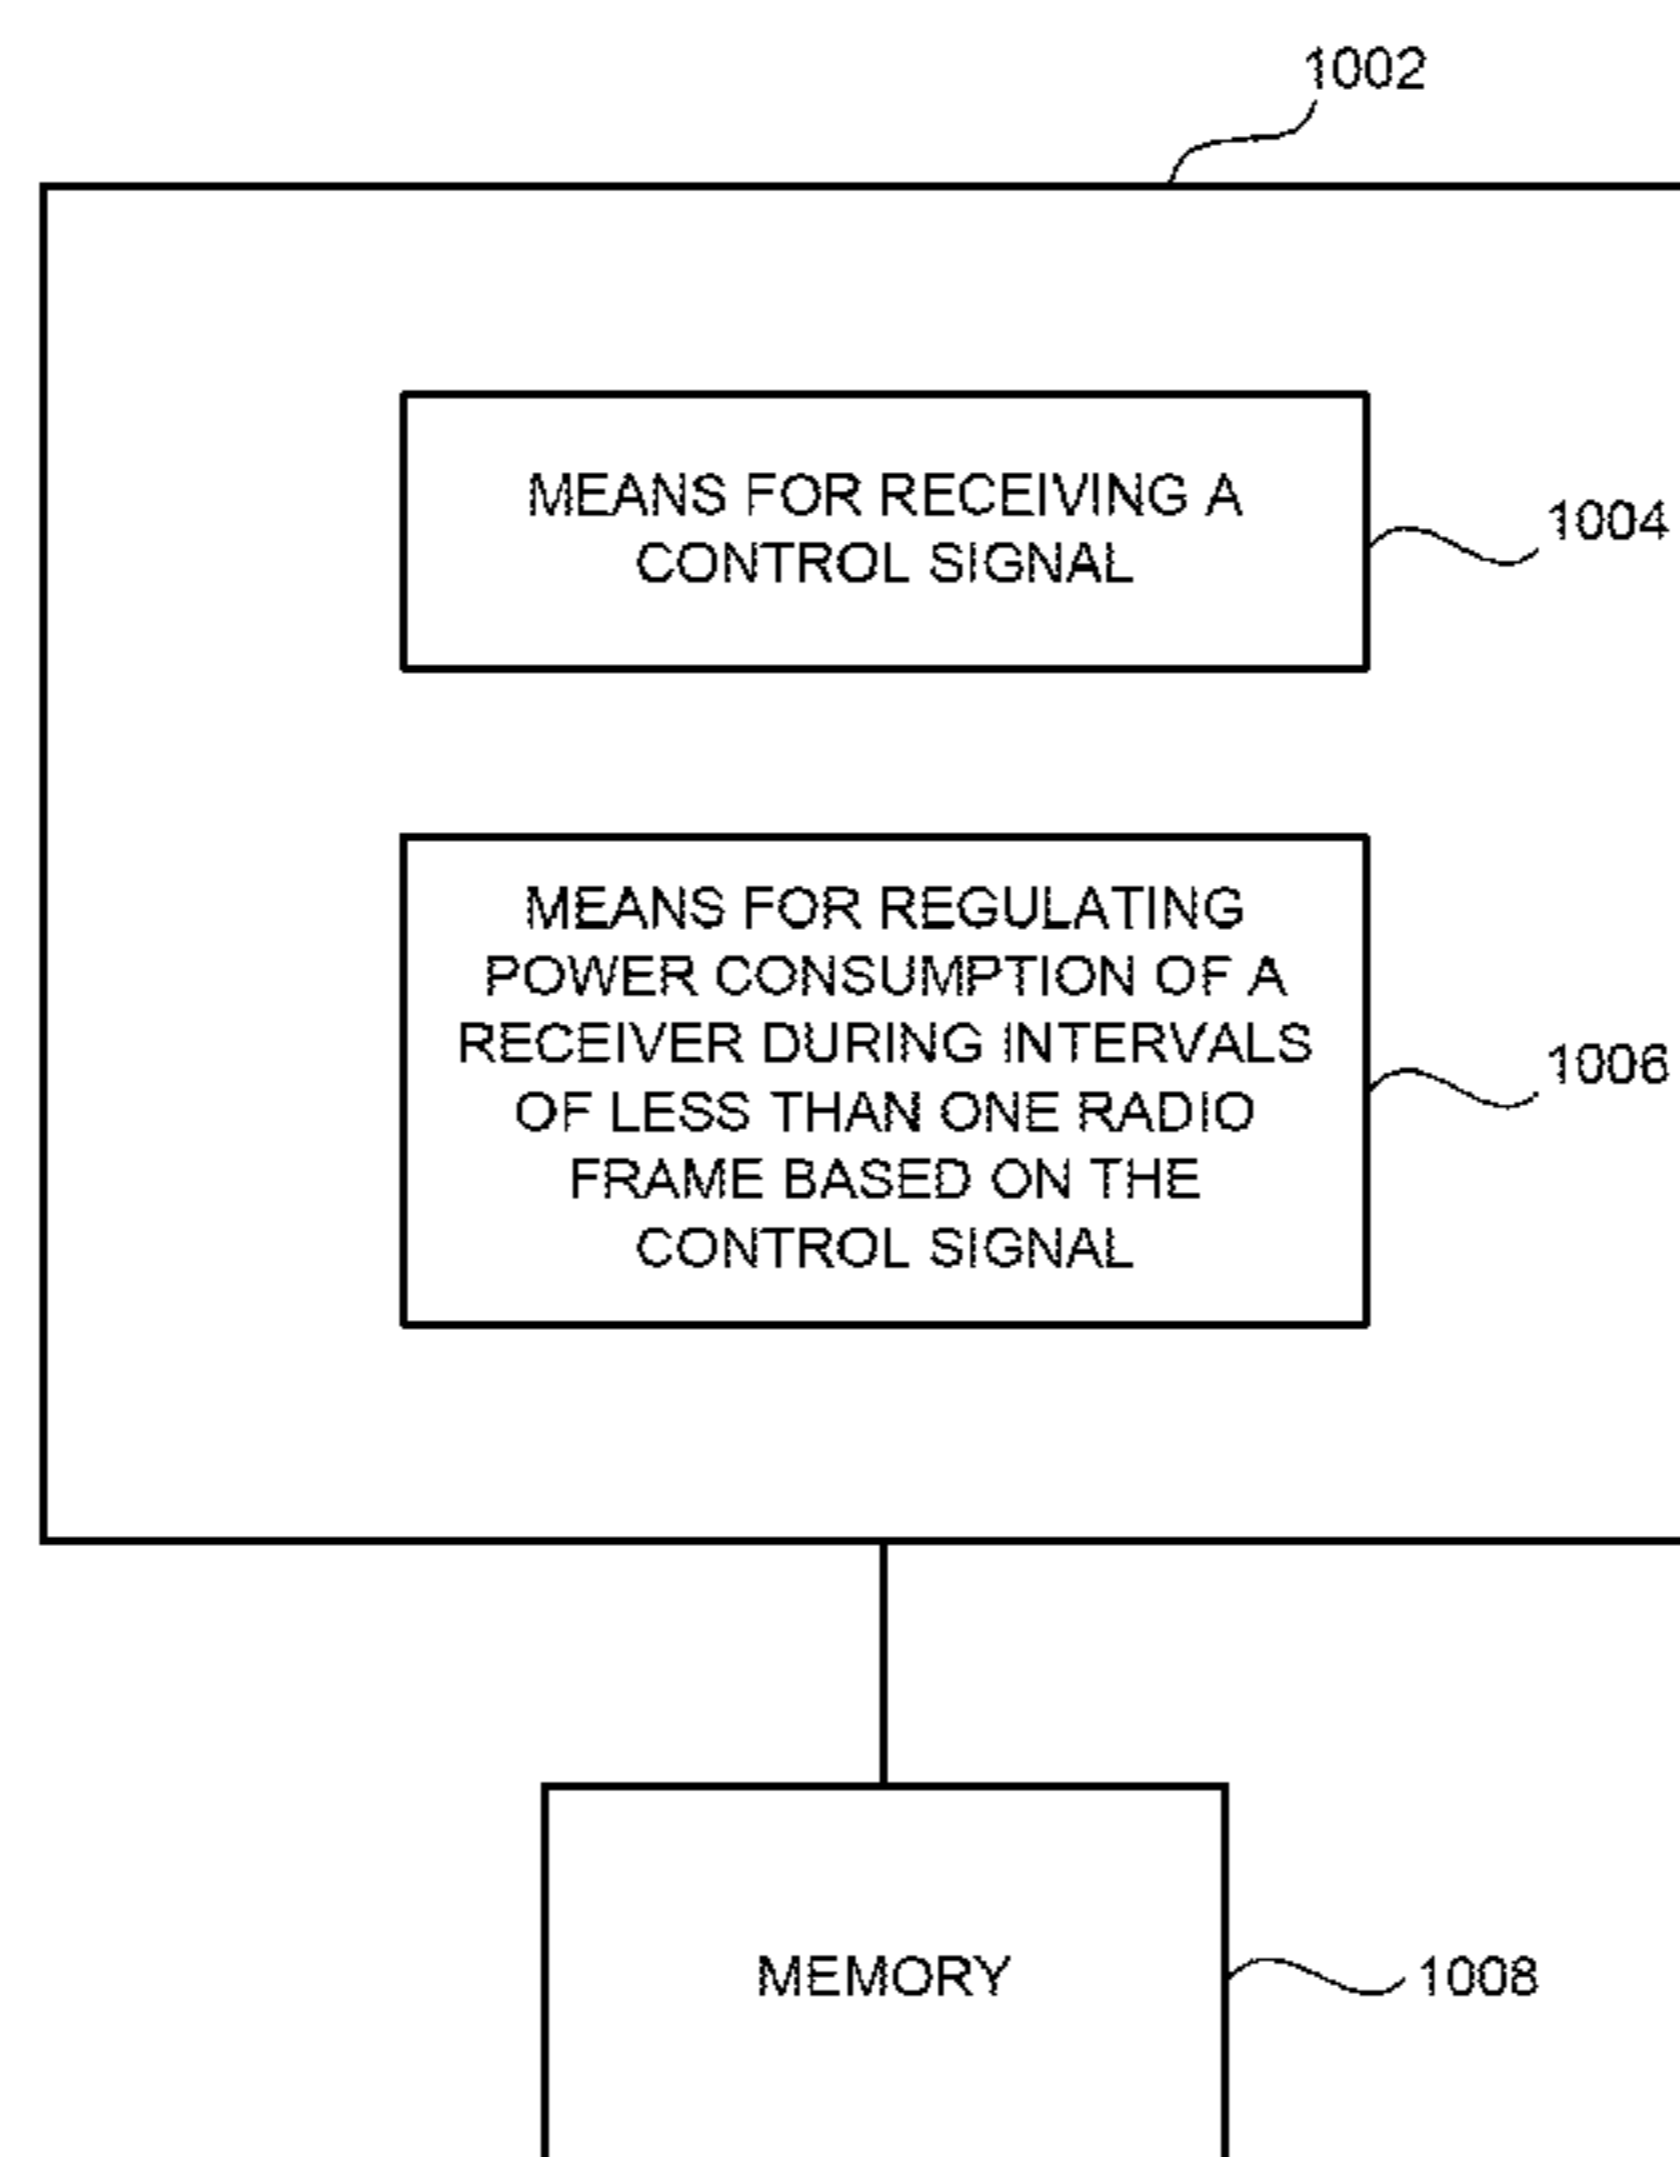 1002
MEANS FOR RECEIVING A
CONTROL SIGNAL
1004
MEANS FOR REGULATING
POWER CONSUMPTION OF A
RECEIVER DURING INTERVALS
OF LESS THAN ONE RADIO
FRAME BASED ON THE
CONTROL SIGNAL
1006
MEMORY
1008